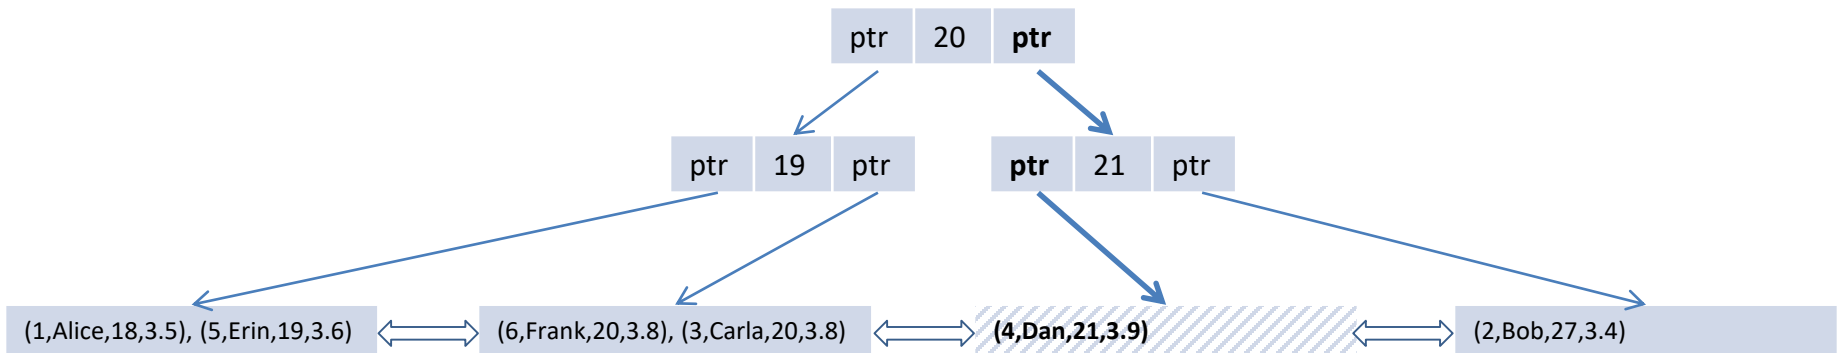 ptr 20 ptr
ptr 19 ptr ptr 21 ptr
(1,Alice,18,3.5), (5,Erin,19,3.6) (6,Frank,20,3.8), (3,Carla,20,3.8) (4,Dan,21,3.9) (2,Bob,27,3.4)